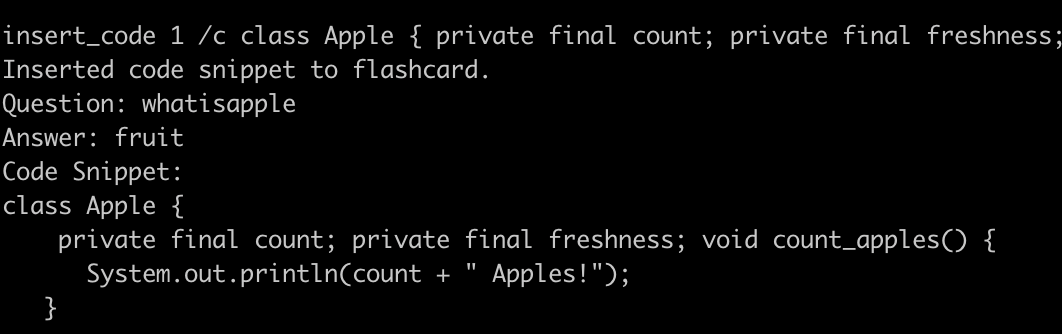 insert_code 1 /c class Apple { private final count; private final freshness;
Inserted code snippet to flashcard.
Question: whatisapple
Answer: fruit
Code Snippet:
class Apple {
    private final count; private final freshness; void count_apples() {
      System.out.println(count + " Apples!");
   }